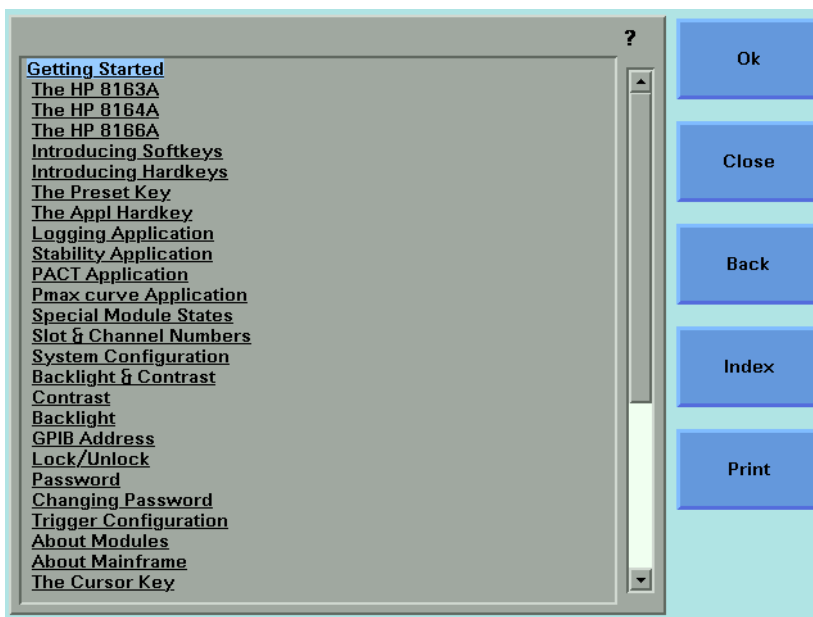 ?
Getting Started
The HP 8163A
The HP 8164A
The HP 8166A
Introducing Softkeys
Introducing Hardkeys
The Preset Key
The Appl Hardkey
Logging Application
Stability Application
PACT Application
Pmax curve Application
Special Module States
Slot & Channel Numbers
System Configuration
Backlight & Contrast
Contrast
Backlight
GPIB Address
Lock/Unlock
Password
Changing Password
Trigger Configuration
About Modules
About Mainframe
The Cursor Key
Ok
Close
Back
Index
Print